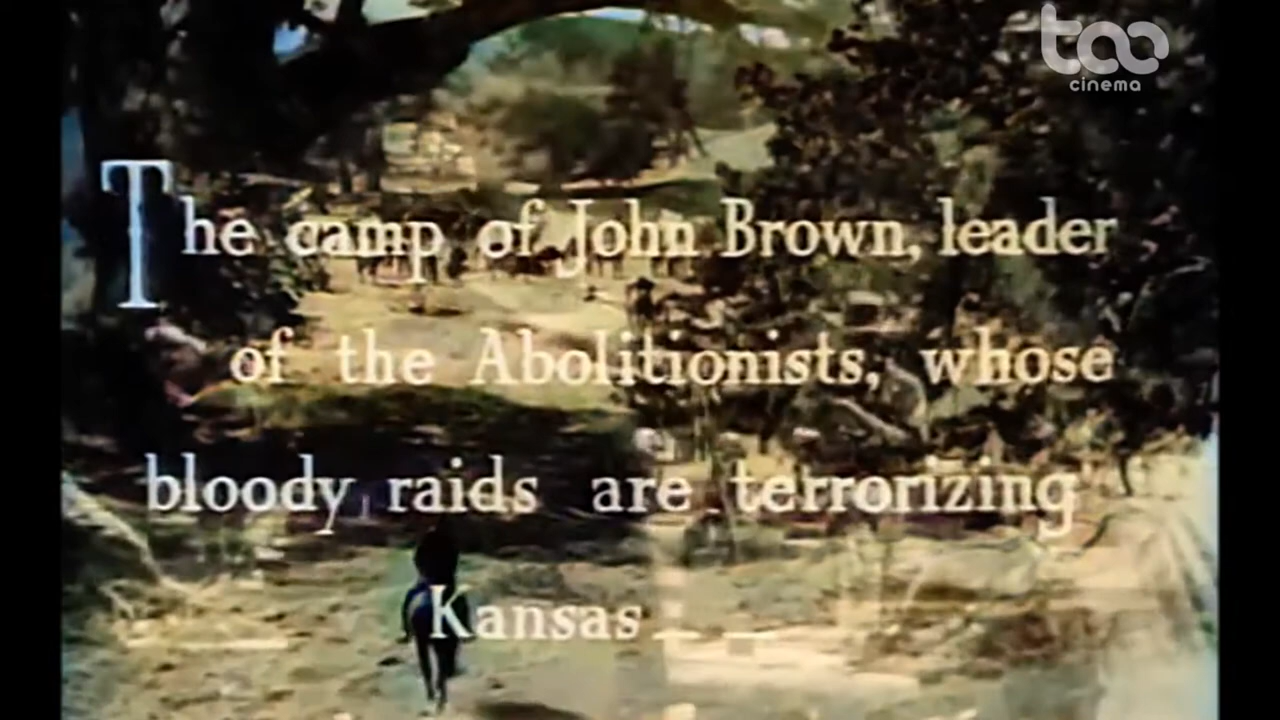 tao
cinema
The camp of John Brown, leader
of the Abolitionists, whose
bloody raids are terrorizing
Kansas _ _